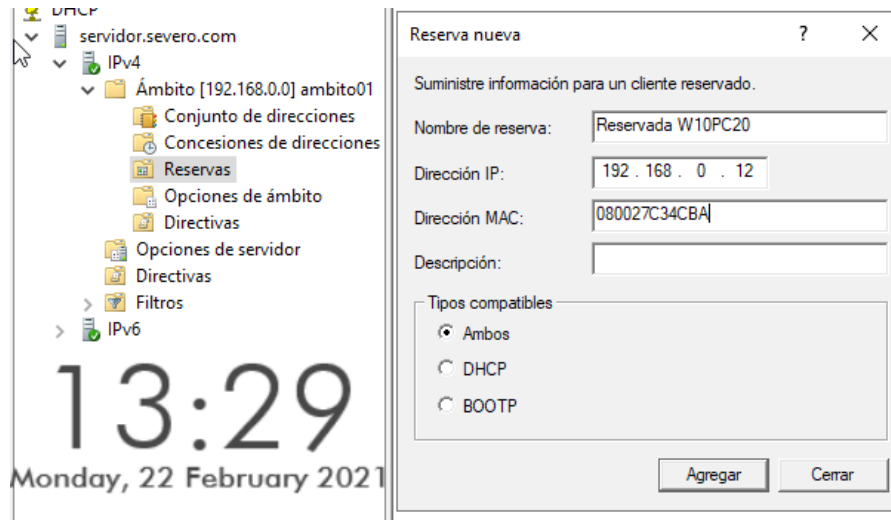 DHCP
servidor.severo.com
IPv4
Ámbito [192.168.0.0] ambito01
Conjunto de direcciones
Concesiones de direcciones
Reservas
Opciones de ámbito
Directivas
Opciones de servidor
Directivas
Filtros
IPv6
13:29
Monday, 22 February 2021
Reserva nueva ? X
Suministre información para un cliente reservado.
Nombre de reserva: Reservada W10PC20
Dirección IP: 192 . 168 . 0 . 12
Dirección MAC: 080027C34CBA
Descripción:
Tipos compatibles
Ambos
DHCP
BOOTP
Agregar Cerrar